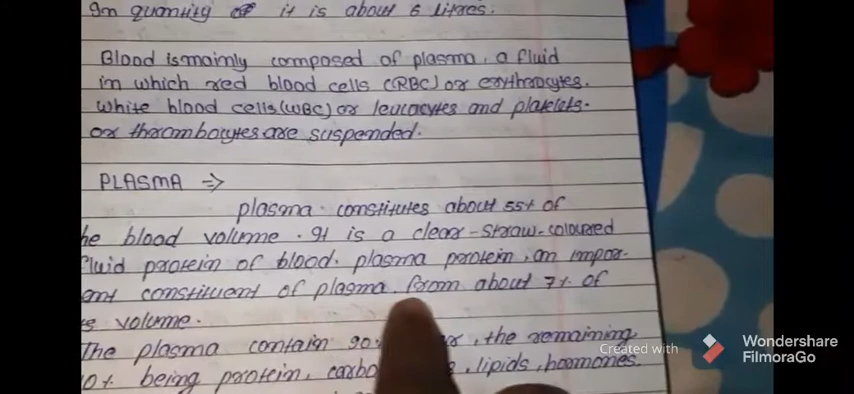 In quantity of it is about 6 litres.
Blood is mainly composed of plasma, a fluid
in which red blood cells (RBC) or erythrocytes.
White blood cells (WBC) or leucocytes and platelets.
or thrombocytes are suspended.
PLASMA ⇒
plasma constitutes about 55% of
he blood volume. It is a clear-straw-coloured
fluid protein of blood. plasma protein, an impor-
ent constituent of plasma. from about 7% of
volume.
The plasma contain 90 the remaining
10% being protein, carbo , lipids, hormones.
Created with
Wondershare
FilmoraGo